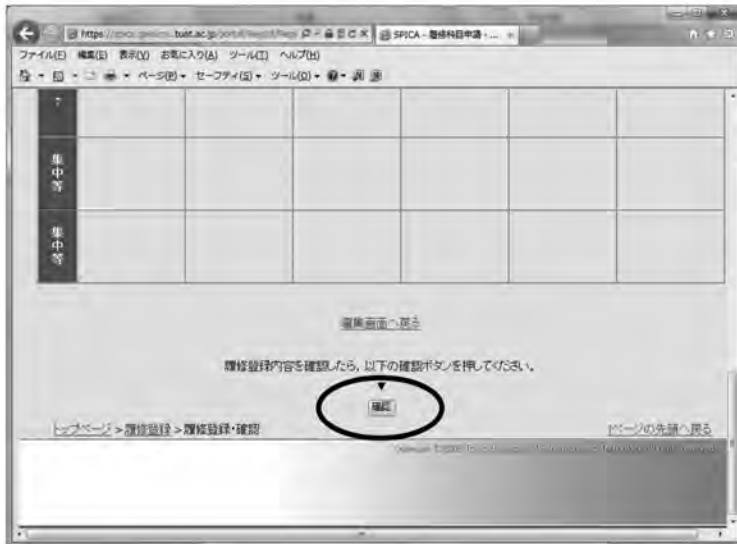 SPICA - 履修科目申請・...
ファイル(F) 編集(E) 表示(V) お気に入り(A) ツール(T) ヘルプ(H)
ページ(P) セーフティ(S) ツール(O)
7
集中等
集中等
編集画面へ戻る
履修登録内容を確認したら、以下の確認ボタンを押してください。
▼
確認
トップページ > 履修登録 > 履修登録・確認
ページの先頭へ戻る